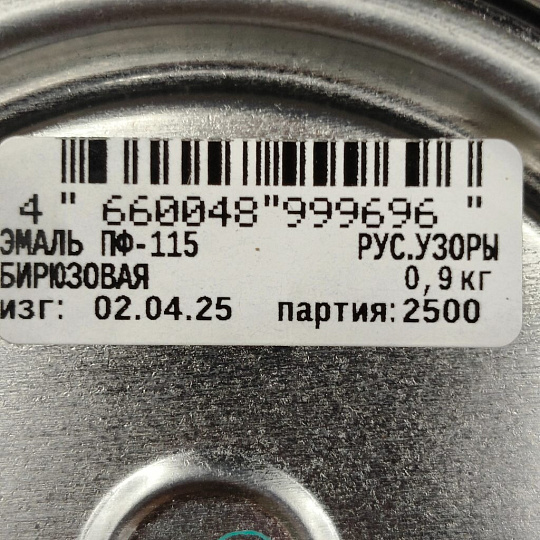 4 " 660048"999696 "
ЭМАЛЬ ПФ-115 РУС.УЗОРЫ
БИРЮЗОВАЯ 0,9 кг
изг: 02.04.25 партия: 2500